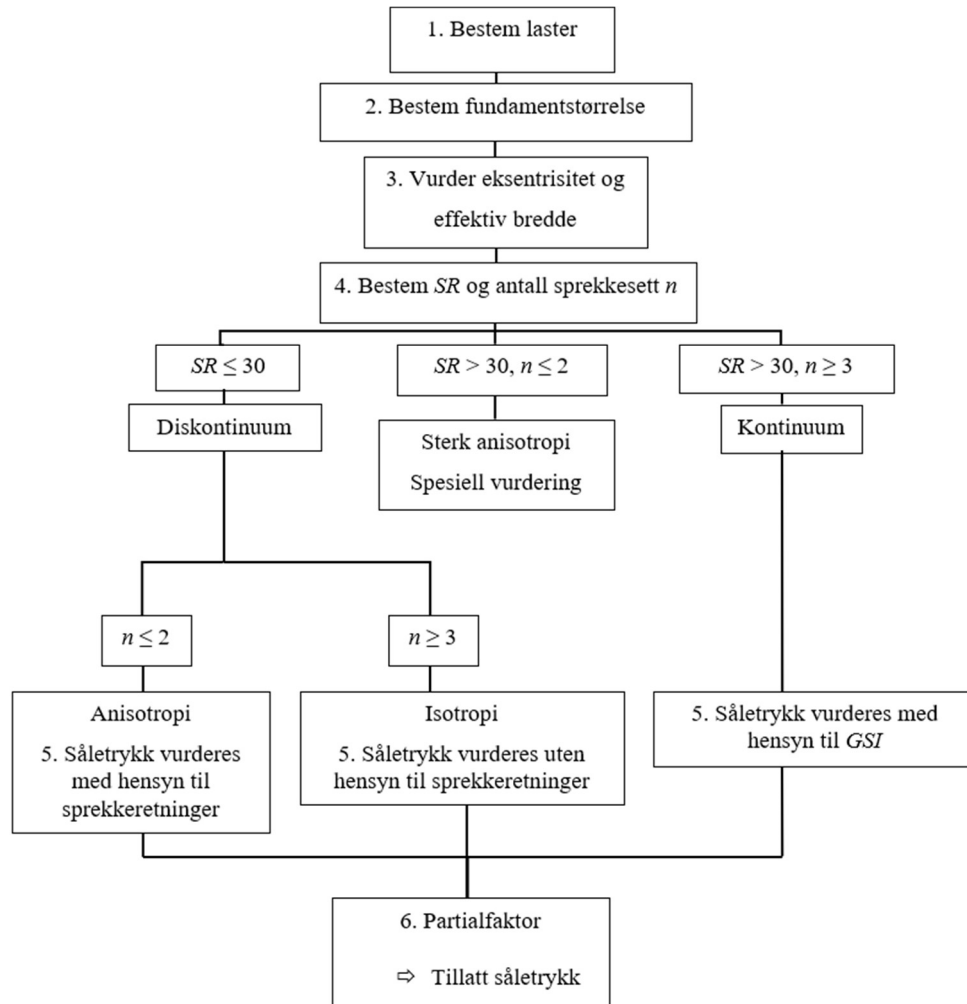 1. Bestem laster
2. Bestem fundamentstørrelse
3. Vurder eksentrisitet og
effektiv bredde
4. Bestem SR og antall sprekkesett n
SR ≤ 30
SR > 30, n ≤ 2
SR > 30, n ≥ 3
Diskontinuum
Sterk anisotropi
Spesiell vurdering
Kontinuum
n ≤ 2
n ≥ 3
Anisotropi
5. Såletrykk vurderes
med hensyn til
sprekkeretninger
Isotropi
5. Såletrykk vurderes uten
hensyn til sprekkeretninger
5. Såletrykk vurderes med
hensyn til GSI
6. Partialfaktor
⇨ Tillatt såletrykk